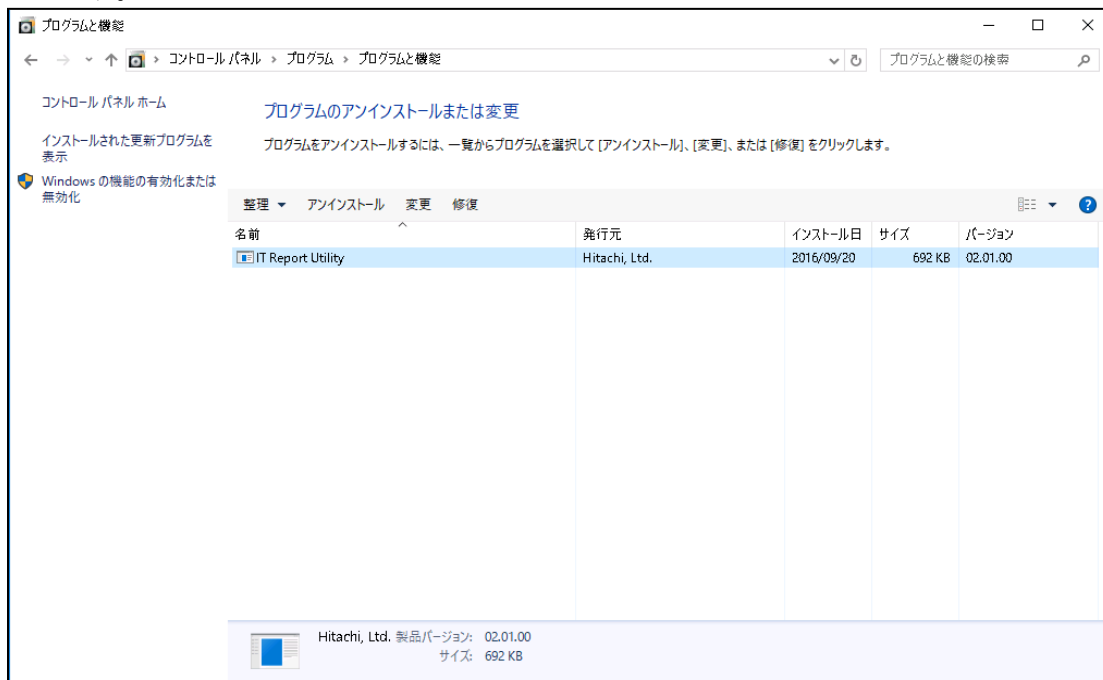 プログラムと機能
コントロール パネル > プログラム > プログラムと機能
プログラムと機能の検索
コントロール パネル ホーム
インストールされた更新プログラムを
表示
Windows の機能の有効化または
無効化
プログラムのアンインストールまたは変更
プログラムをアンインストールするには、一覧からプログラムを選択して [アンインストール]、[変更]、または [修復] をクリックします。
整理 アンインストール 変更 修復
名前 発行元 インストール日 サイズ バージョン
IT Report Utility Hitachi, Ltd. 2016/09/20 692 KB 02.01.00
Hitachi, Ltd. 製品バージョン: 02.01.00
サイズ: 692 KB